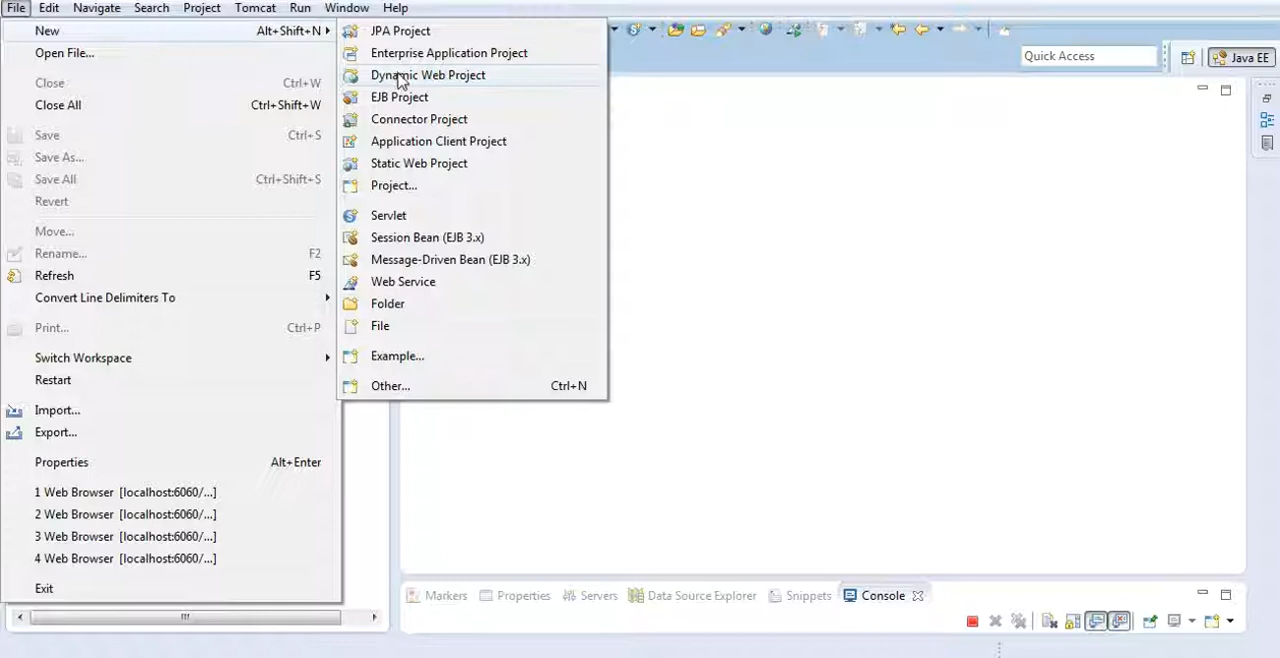 File Edit Navigate Search Project Tomcat Run Window Help
New Alt+Shift+N
Open File...
Close Ctrl+W
Close All Ctrl+Shift+W
Save Ctrl+S
Save As...
Save All Ctrl+Shift+S
Revert
Move...
Rename... F2
Refresh F5
Convert Line Delimiters To
Print... Ctrl+P
Switch Workspace
Restart
Import...
Export...
Properties Alt+Enter
1 Web Browser [localhost:6060/...]
2 Web Browser [localhost:6060/...]
3 Web Browser [localhost:6060/...]
4 Web Browser [localhost:6060/...]
Exit
JPA Project
Enterprise Application Project
Dynamic Web Project
EJB Project
Connector Project
Application Client Project
Static Web Project
Project...
Servlet
Session Bean (EJB 3.x)
Message-Driven Bean (EJB 3.x)
Web Service
Folder
File
Example...
Other... Ctrl+N
Quick Access
Java EE
Markers Properties Servers Data Source Explorer Snippets Console